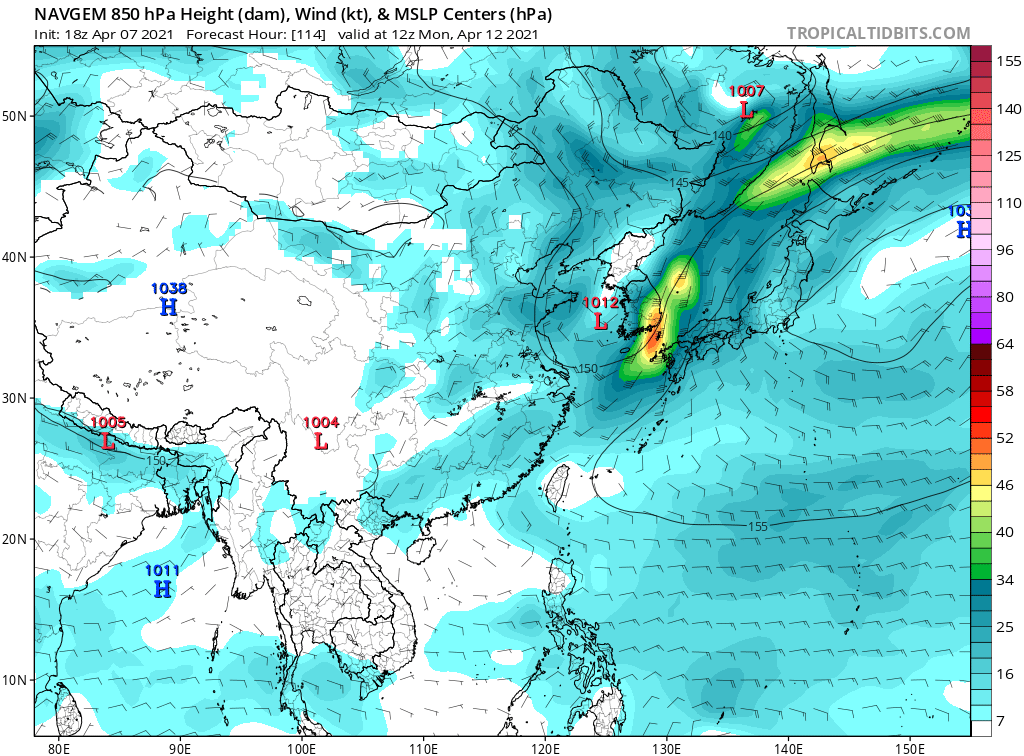 NAVGEM 850 hPa Height (dam), Wind (kt), & MSLP Centers (hPa)
Init: 18z Apr 07 2021 Forecast Hour: [114] valid at 12z Mon, Apr 12 2021
TROPICALTIDBITS.COM
155
140
125
110
96
80
64
58
52
46
40
34
25
16
7
50N
40N
30N
20N
10N
80E
90E
100E
110E
120E
130E
140E
150E
1007
L
140
145
H
1038
H
1012
L
150
1005
L
150
1004
L
155
1011
H